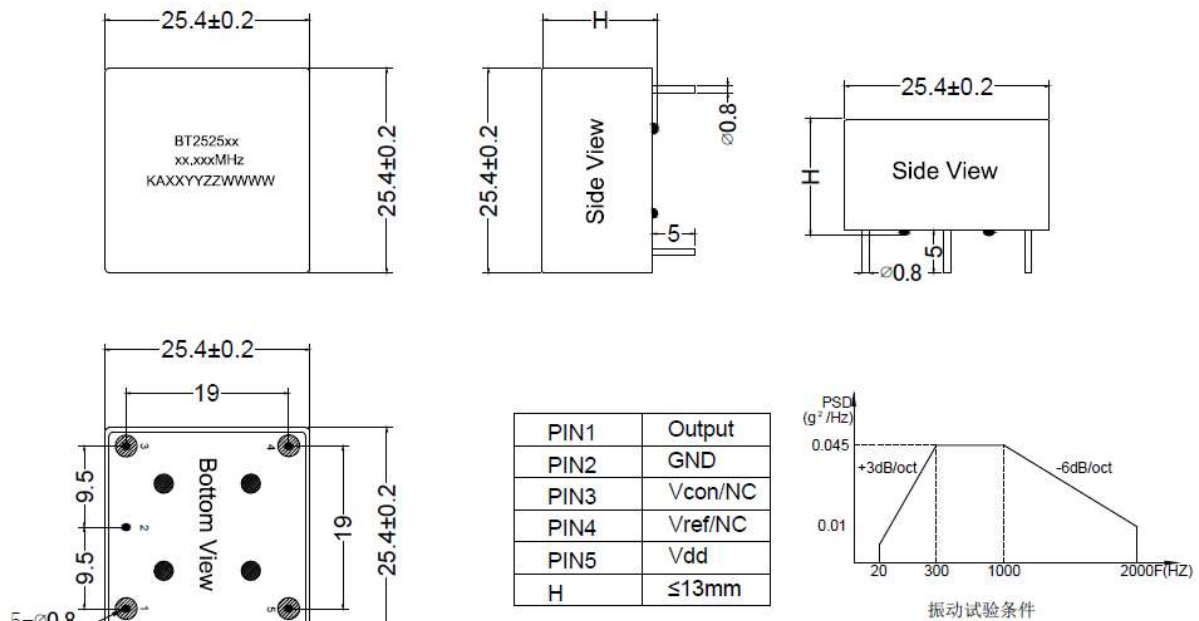 25.4±0.2
25.4±0.2
BT2525xx
xx.xxxMHz
KAXXYYZZWWWW
H
25.4±0.2
Side View
⌀0.8
5
25.4±0.2
H
Side View
5
⌀0.8
25.4±0.2
19
3
4
9.5
Bottom View
2
19
25.4±0.2
9.5
1
5
5-⌀0.8
PIN1 Output
PIN2 GND
PIN3 Vcon/NC
PIN4 Vref/NC
PIN5 Vdd
H ≤13mm
PSD
(g²/Hz)
0.045
+3dB/oct
-6dB/oct
0.01
20 300 1000 2000F(HZ)
振动试验条件